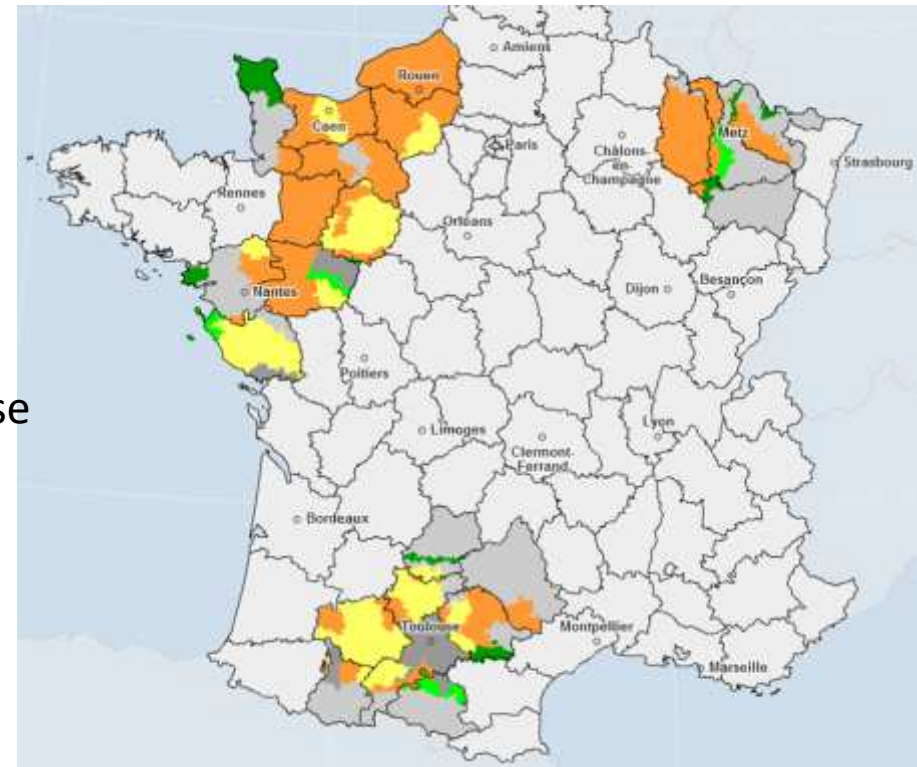 Amiens
Rouen
Caen
Metz
Paris
Châlons-
en-
Champagne
Strasbourg
Rennes
Orléans
Nantes
Dijon
Besançon
Poitiers
se
Limoges
Lyon
Clermont-
Ferrand
Bordeaux
Toulouse
Montpellier
Marseille